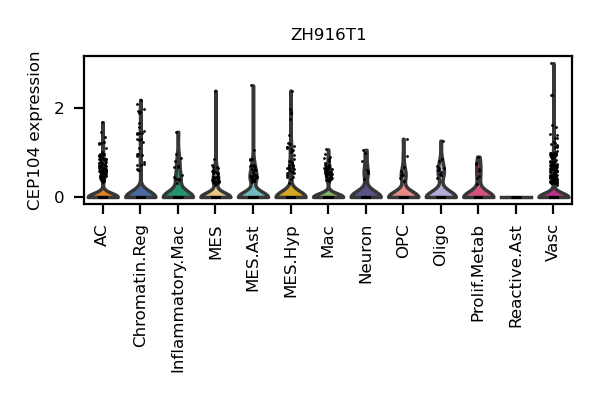 ZH916T1
CEP104 expression
2
0
AC
Chromatin.Reg
Inflammatory.Mac
MES
MES.Ast
MES.Hyp
Mac
Neuron
OPC
Oligo
Prolif.Metab
Reactive.Ast
Vasc